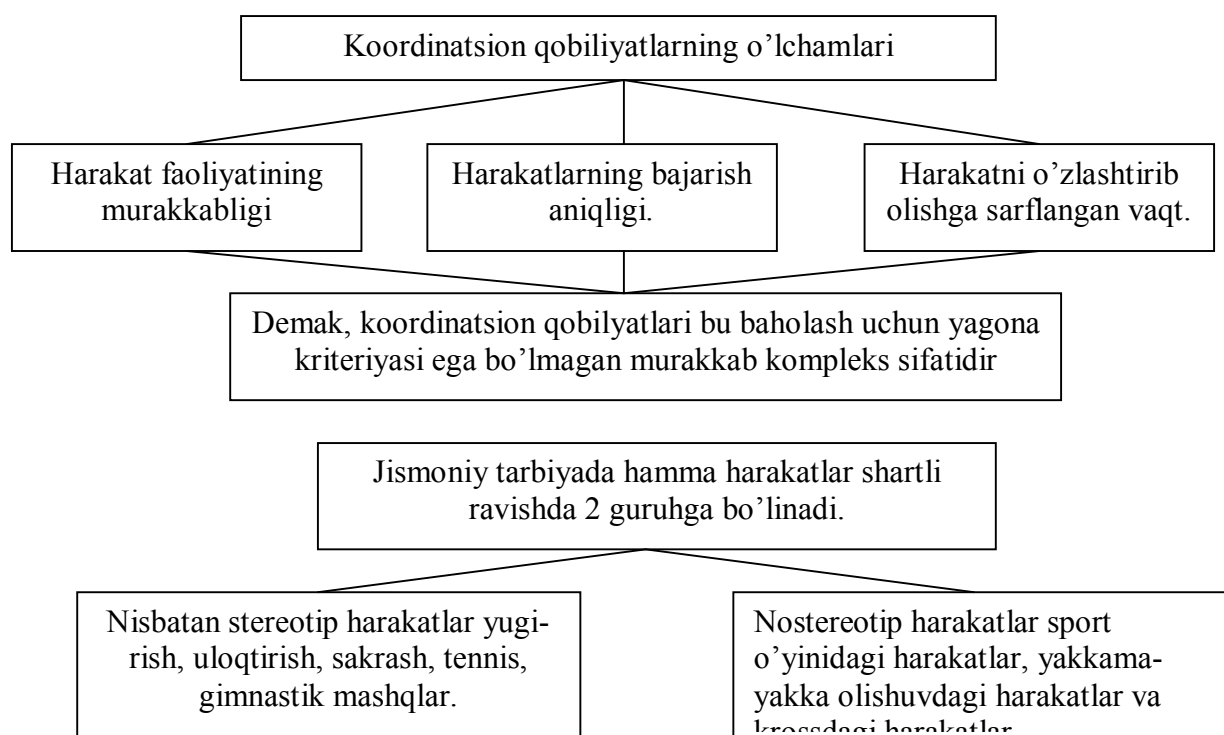 Koordinatsion qobiliyatlarning o’lchamlari
Harakat faoliyatining
murakkabligi
Harakatlarning bajarish
aniqligi.
Harakatni o’zlashtirib
olishga sarflangan vaqt.
Demak, koordinatsion qobilyatlari bu baholash uchun yagona
kriteriyasi ega bo’lmagan murakkab kompleks sifatidir
Jismoniy tarbiyada hamma harakatlar shartli
ravishda 2 guruhga bo’linadi.
Nisbatan stereotip harakatlar yugi-
rish, uloqtirish, sakrash, tennis,
gimnastik mashqlar.
Nostereotip harakatlar sport
o’yinidagi harakatlar, yakkama-
yakka olishuvdagi harakatlar va
krossdagi harakatlar